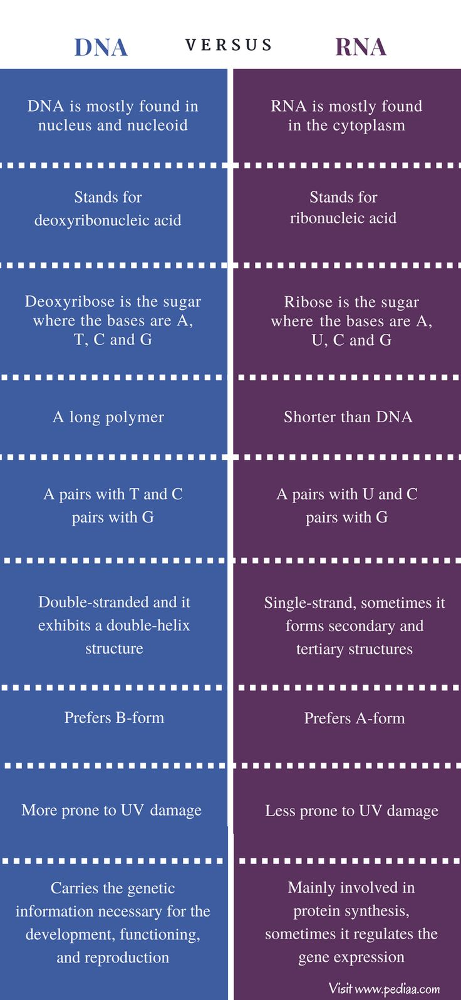 DNA VERSUS RNA
DNA is mostly found in
nucleus and nucleoid
RNA is mostly found
in the cytoplasm
Stands for
deoxyribonucleic acid
Stands for
ribonucleic acid
Deoxyribose is the sugar
where the bases are A,
T, C and G
Ribose is the sugar
where the bases are A,
U, C and G
A long polymer
Shorter than DNA
A pairs with T and C
pairs with G
A pairs with U and C
pairs with G
Double-stranded and it
exhibits a double-helix
structure
Single-strand, sometimes it
forms secondary and
tertiary structures
Prefers B-form
Prefers A-form
More prone to UV damage
Less prone to UV damage
Carries the genetic
information necessary for the
development, functioning,
and reproduction
Mainly involved in
protein synthesis,
sometimes it regulates the
gene expression
Visit www.pediaa.com